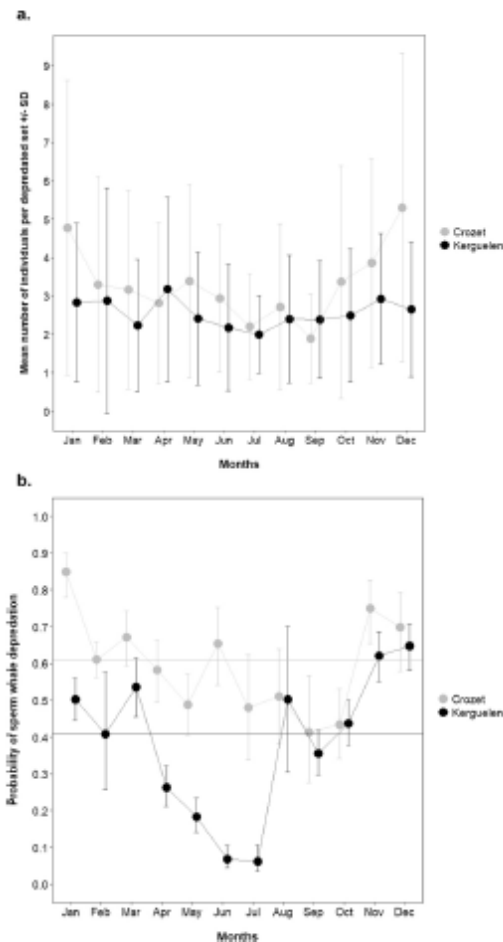 a.
Mean number of individuals per depredated set +/- SD
9
8
7
6
5
4
3
2
1
0
Jan Feb Mar Apr May Jun Jul Aug Sep Oct Nov Dec
Months
Crozet
Kerguelen
b.
Probability of sperm whale depredation
1.0
0.9
0.8
0.7
0.6
0.5
0.4
0.3
0.2
0.1
0.0
Jan Feb Mar Apr May Jun Jul Aug Sep Oct Nov Dec
Months
Crozet
Kerguelen